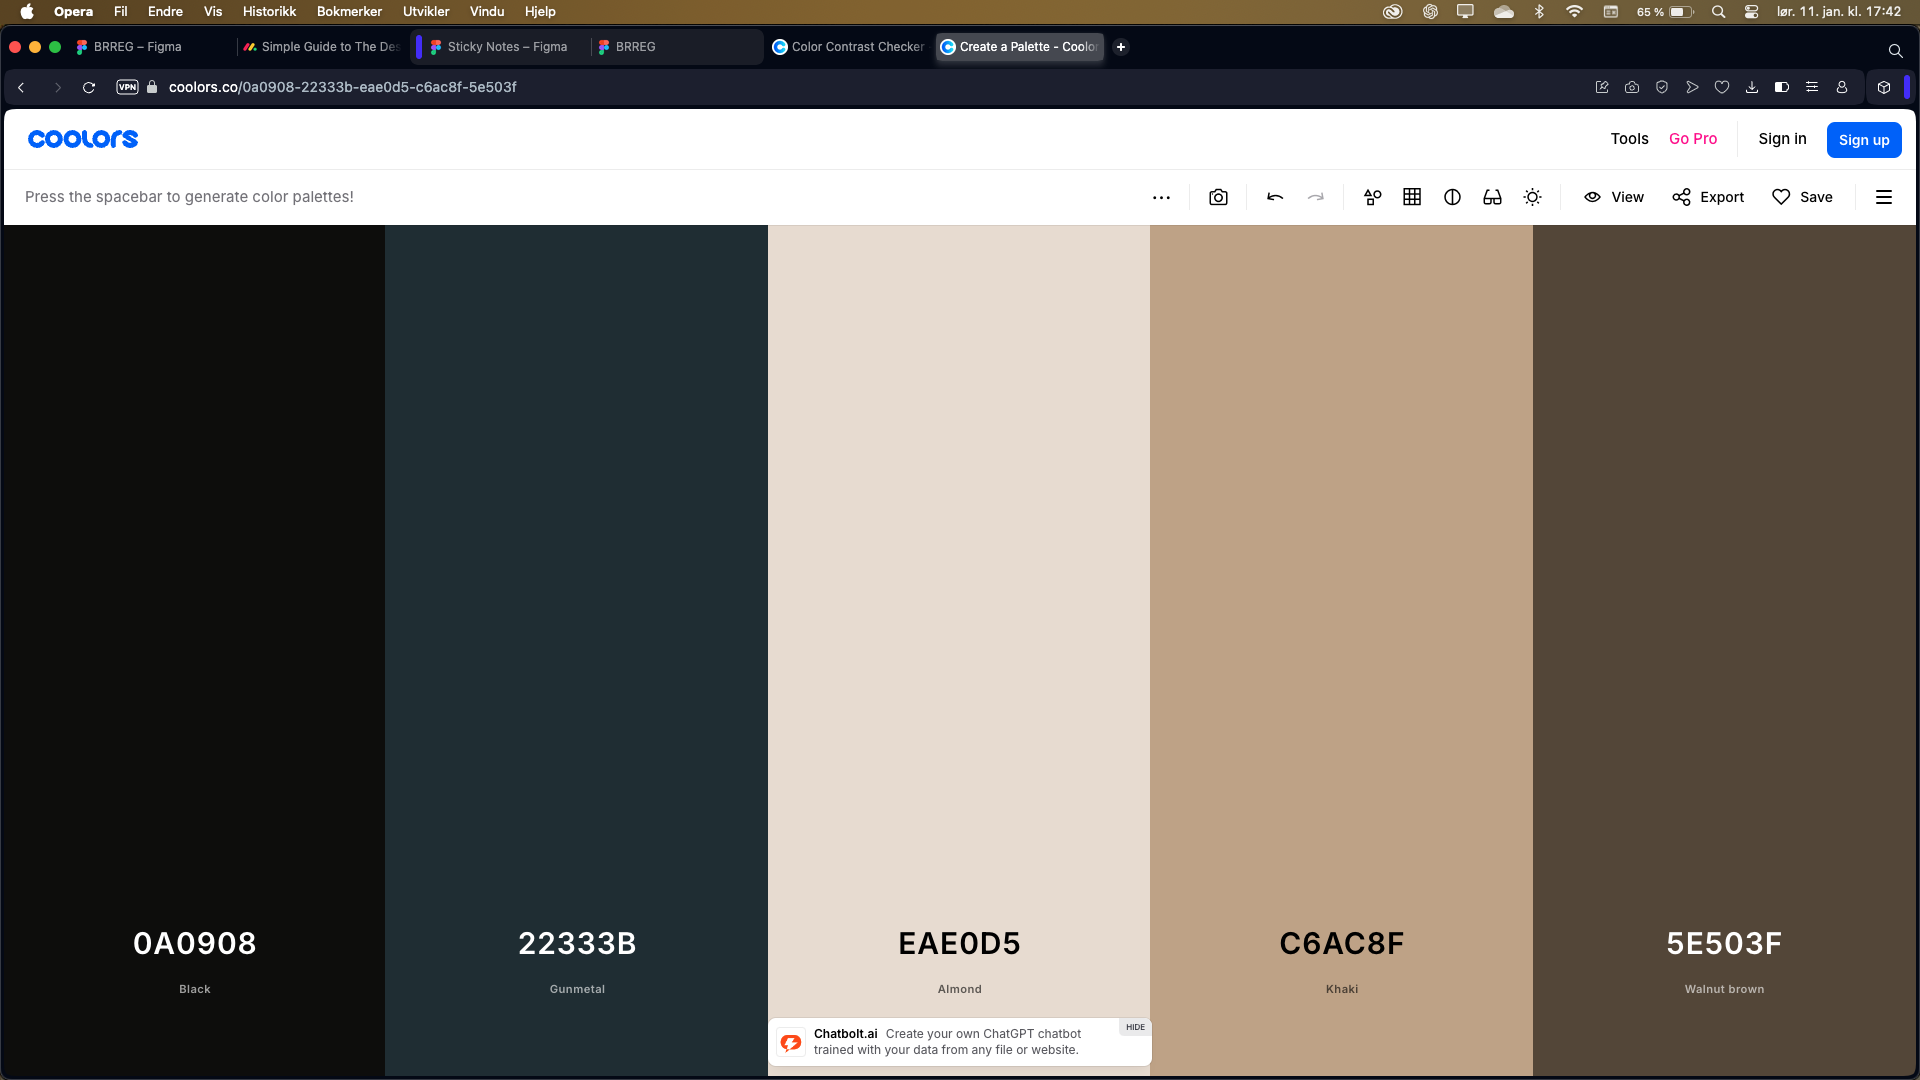 Opera Fil Endre Vis Historikk Bokmerker Utvikler Vindu Hjelp 65 % lør. 11. jan. kl. 17:42
BRREG – Figma Simple Guide to The Des Sticky Notes – Figma BRREG Color Contrast Checker Create a Palette - Coolor
VPN coolors.co/0a0908-22333b-eae0d5-c6ac8f-5e503f
coolors Tools Go Pro Sign in Sign up
Press the spacebar to generate color palettes! View Export Save
0A0908 22333B EAE0D5 C6AC8F 5E503F
Black Gunmetal Almond Khaki Walnut brown
HIDE
Chatbolt.ai Create your own ChatGPT chatbot
trained with your data from any file or website.